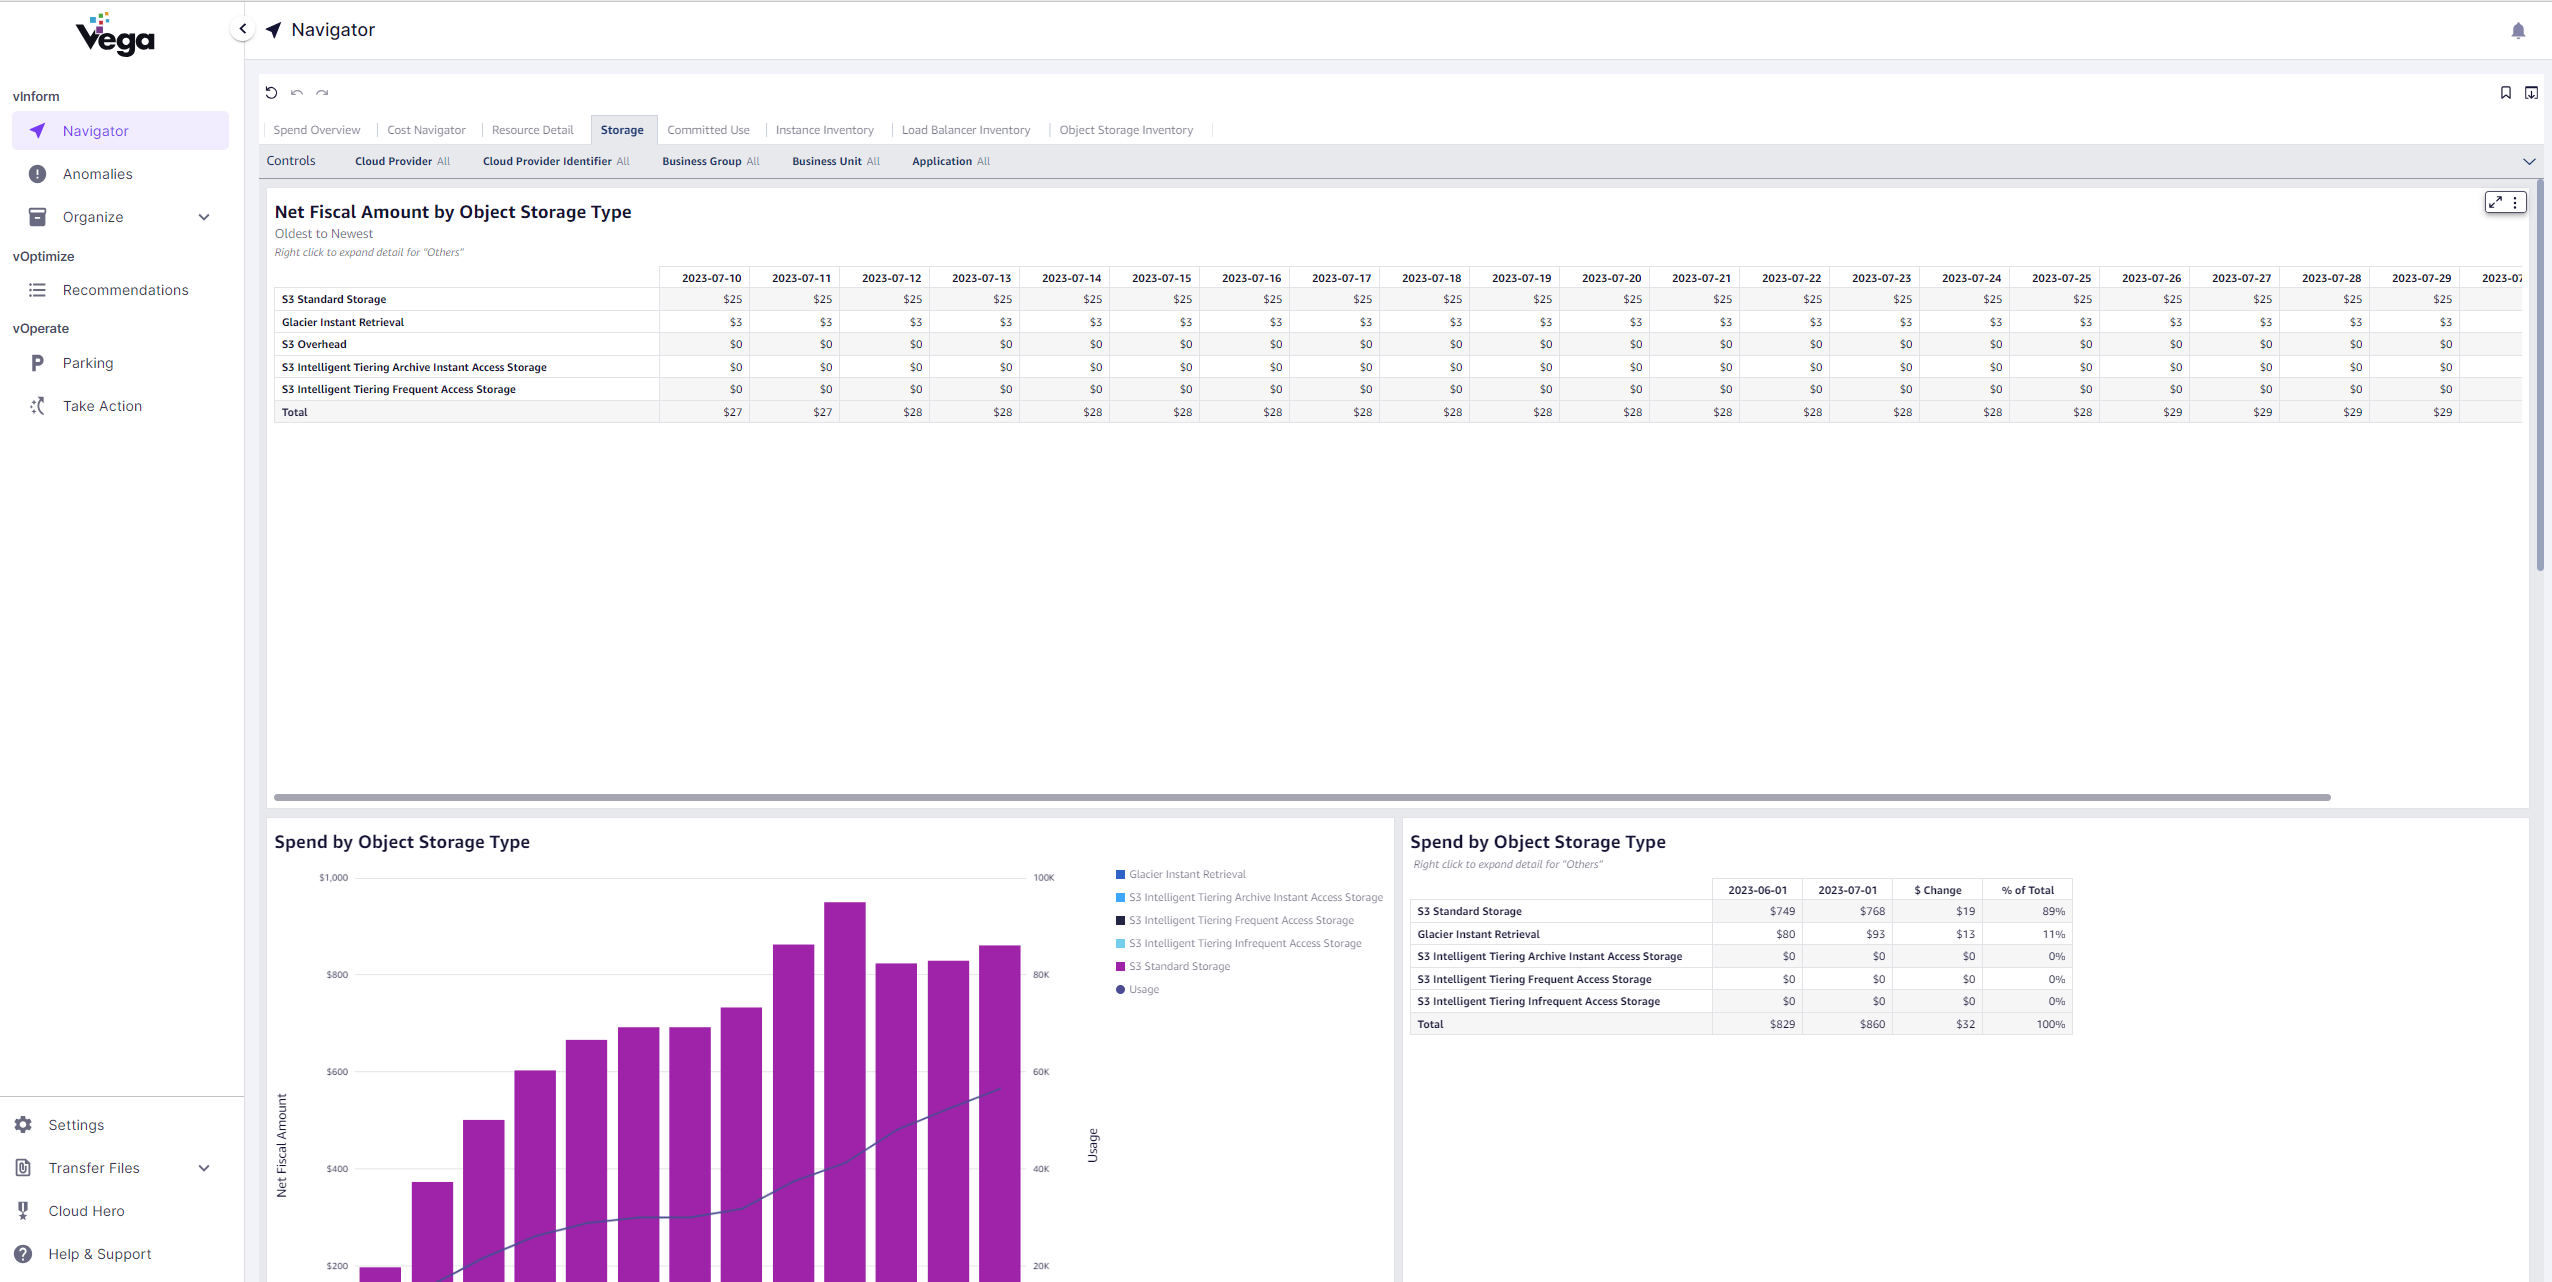 Vega
Navigator
vInform
Navigator
Anomalies
Organize
vOptimize
Recommendations
vOperate
Parking
Take Action
Settings
Transfer Files
Cloud Hero
Help & Support
Spend Overview Cost Navigator Resource Detail Storage Committed Use Instance Inventory Load Balancer Inventory Object Storage Inventory
Controls Cloud Provider All Cloud Provider Identifier All Business Group All Business Unit All Application All
Net Fiscal Amount by Object Storage Type
Oldest to Newest
Right click to expand detail for "Others"
2023-07-10 2023-07-11 2023-07-12 2023-07-13 2023-07-14 2023-07-15 2023-07-16 2023-07-17 2023-07-18 2023-07-19 2023-07-20 2023-07-21 2023-07-22 2023-07-23 2023-07-24 2023-07-25 2023-07-26 2023-07-27 2023-07-28 2023-07-29 2023-07
S3 Standard Storage $25 $25 $25 $25 $25 $25 $25 $25 $25 $25 $25 $25 $25 $25 $25 $25 $25 $25 $25 $25
Glacier Instant Retrieval $3 $3 $3 $3 $3 $3 $3 $3 $3 $3 $3 $3 $3 $3 $3 $3 $3 $3 $3 $3
S3 Overhead $0 $0 $0 $0 $0 $0 $0 $0 $0 $0 $0 $0 $0 $0 $0 $0 $0 $0 $0 $0
S3 Intelligent Tiering Archive Instant Access Storage $0 $0 $0 $0 $0 $0 $0 $0 $0 $0 $0 $0 $0 $0 $0 $0 $0 $0 $0 $0
S3 Intelligent Tiering Frequent Access Storage $0 $0 $0 $0 $0 $0 $0 $0 $0 $0 $0 $0 $0 $0 $0 $0 $0 $0 $0 $0
Total $27 $27 $28 $28 $28 $28 $28 $28 $28 $28 $28 $28 $28 $28 $28 $28 $29 $29 $29 $29
Spend by Object Storage Type
Net Fiscal Amount
$1,000
$800
$600
$400
$200
100K
80K
60K
40K
20K
Usage
Glacier Instant Retrieval
S3 Intelligent Tiering Archive Instant Access Storage
S3 Intelligent Tiering Frequent Access Storage
S3 Intelligent Tiering Infrequent Access Storage
S3 Standard Storage
Usage
Spend by Object Storage Type
Right click to expand detail for "Others"
2023-06-01 2023-07-01 $ Change % of Total
S3 Standard Storage $749 $768 $19 89%
Glacier Instant Retrieval $80 $93 $13 11%
S3 Intelligent Tiering Archive Instant Access Storage $0 $0 $0 0%
S3 Intelligent Tiering Frequent Access Storage $0 $0 $0 0%
S3 Intelligent Tiering Infrequent Access Storage $0 $0 $0 0%
Total $829 $860 $32 100%